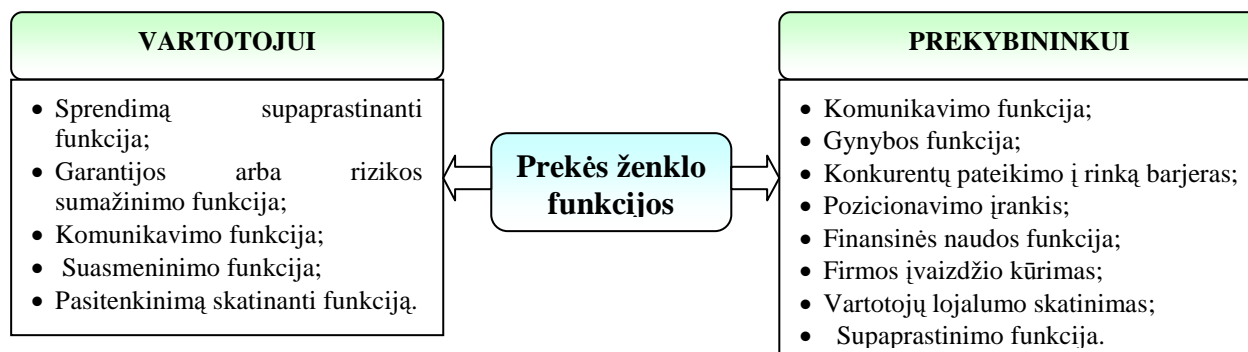 VARTOTOJUI
• Sprendimą supaprastinanti
funkcija;
• Garantijos arba rizikos
sumažinimo funkcija;
• Komunikavimo funkcija;
• Suasmeninimo funkcija;
• Pasitenkinimą skatinanti funkciją.
Prekės ženklo
funkcijos
PREKYBININKUI
• Komunikavimo funkcija;
• Gynybos funkcija;
• Konkurentų pateikimo į rinką barjeras;
• Pozicionavimo įrankis;
• Finansinės naudos funkcija;
• Firmos įvaizdžio kūrimas;
• Vartotojų lojalumo skatinimas;
• Supaprastinimo funkcija.